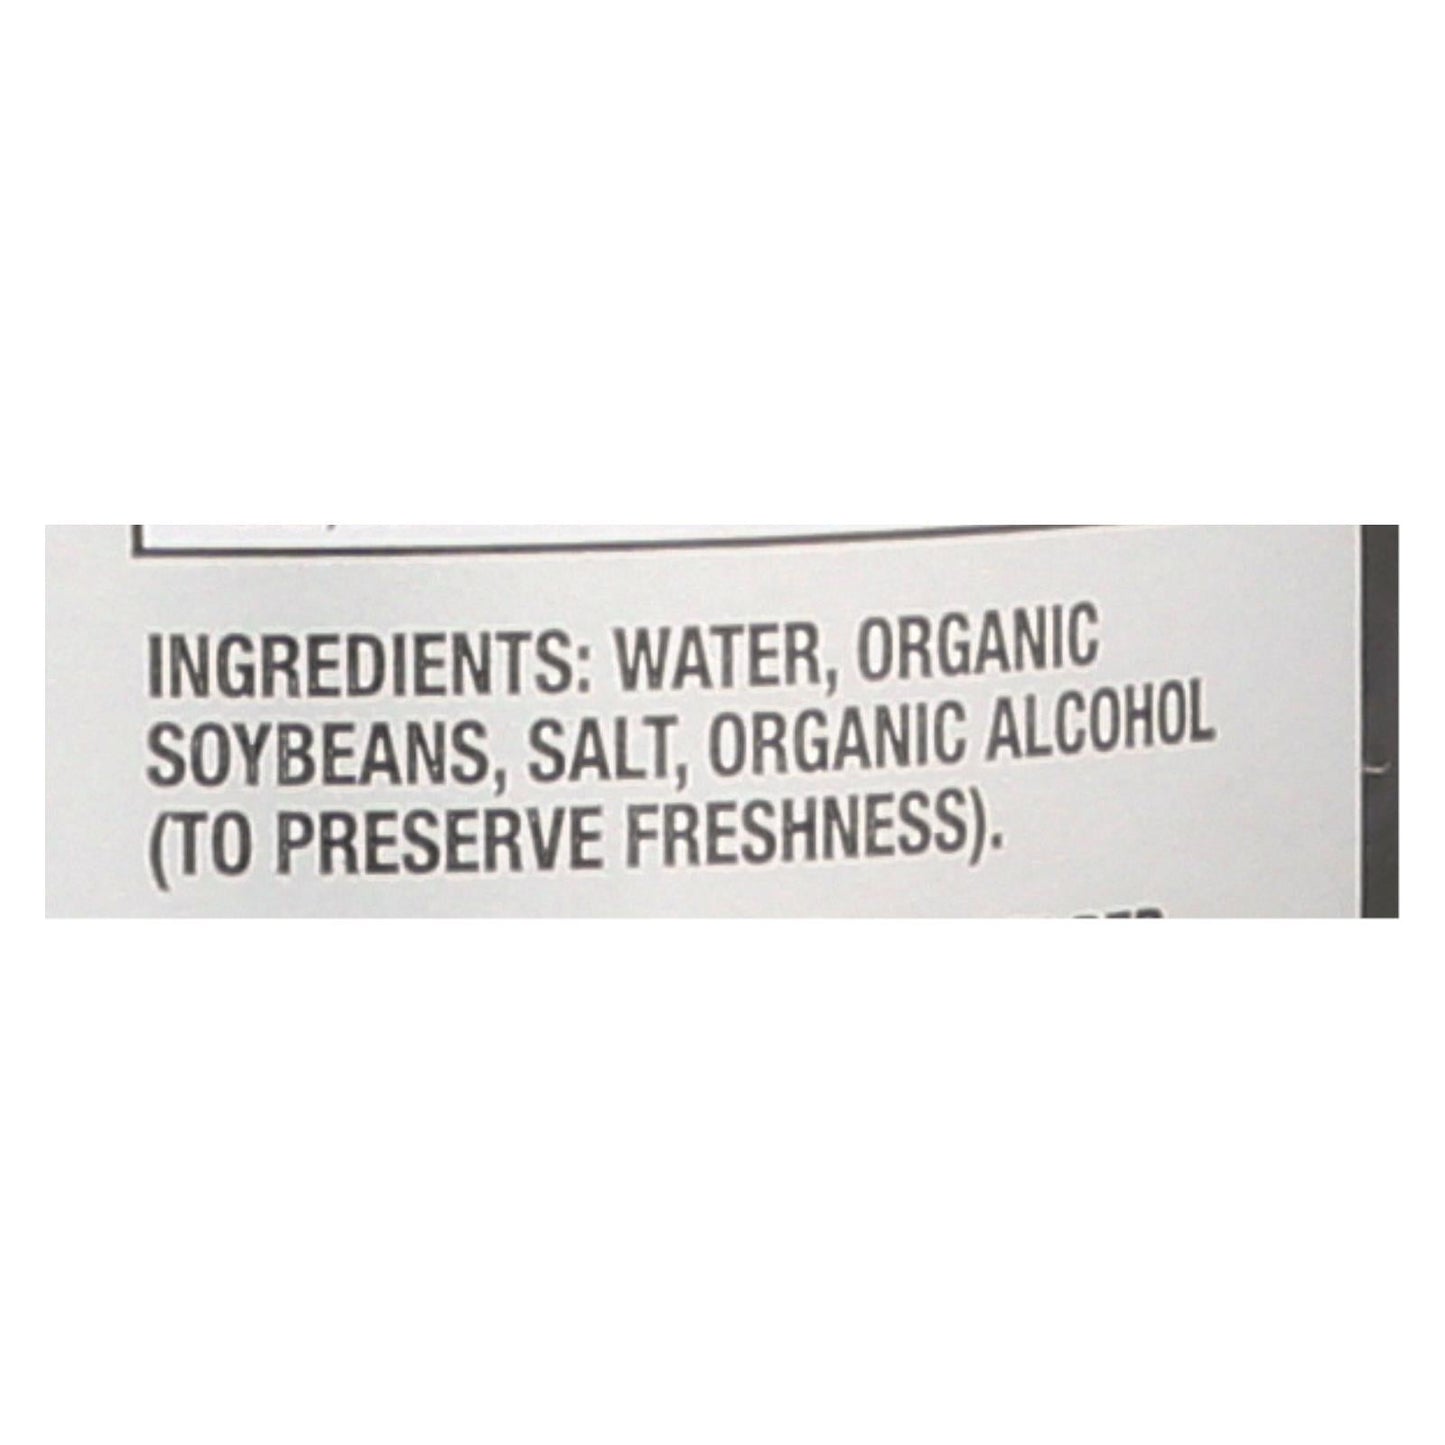 INGREDIENTS: WATER, ORGANIC
SOYBEANS, SALT, ORGANIC ALCOHOL
(TO PRESERVE FRESHNESS).